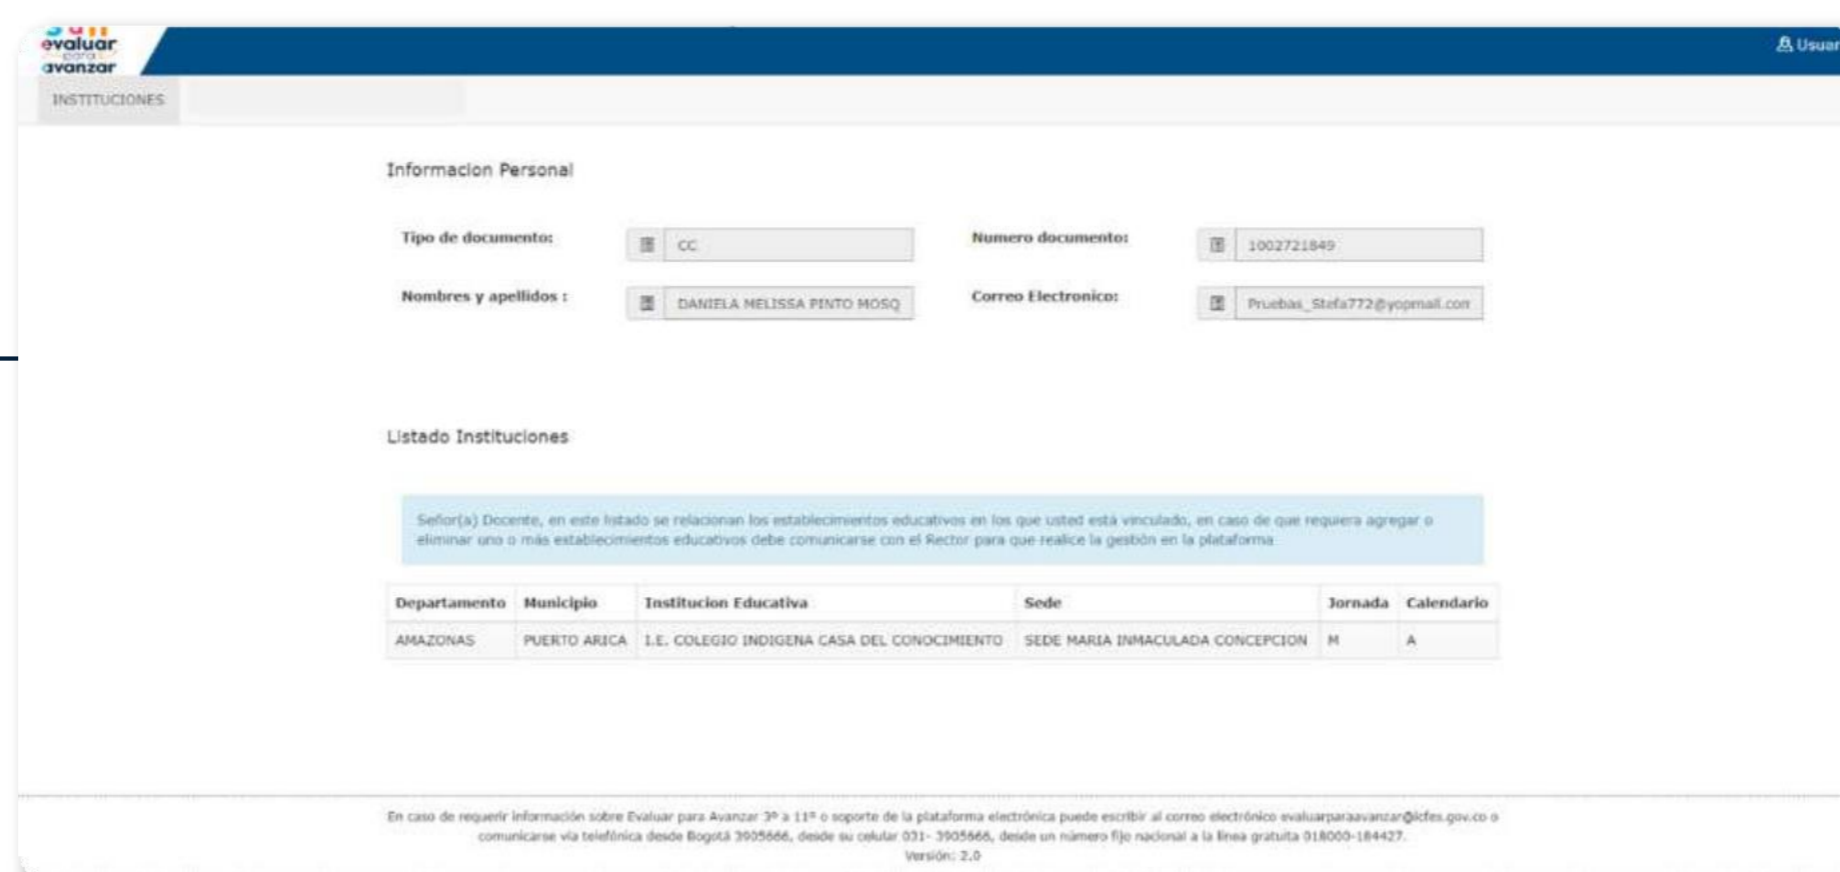 evaluar
para
avanzar
Usuar
INSTITUCIONES
Informacion Personal
Tipo de documento: CC Numero documento: 1002721849
Nombres y apellidos : DANIELA MELISSA PINTO MOSQ Correo Electronico: Pruebas_Stefa772@yopmail.com
Listado Instituciones
Señor(a) Docente, en este listado se relacionan los establecimientos educativos en los que usted está vinculado, en caso de que requiera agregar o
eliminar uno o más establecimientos educativos debe comunicarse con el Rector para que realice la gestión en la plataforma
Departamento Municipio Institucion Educativa Sede Jornada Calendario
AMAZONAS PUERTO ARICA I.E. COLEGIO INDIGENA CASA DEL CONOCIMIENTO SEDE MARIA INMACULADA CONCEPCION M A
En caso de requerir información sobre Evaluar para Avanzar 3º a 11º o soporte de la plataforma electrónica puede escribir al correo electrónico evaluarparaavanzar@icfes.gov.co o
comunicarse vía telefónica desde Bogotá 3905666, desde su celular 031- 3905666, desde un número fijo nacional a la línea gratuita 018000-184427.
Versión: 2.0